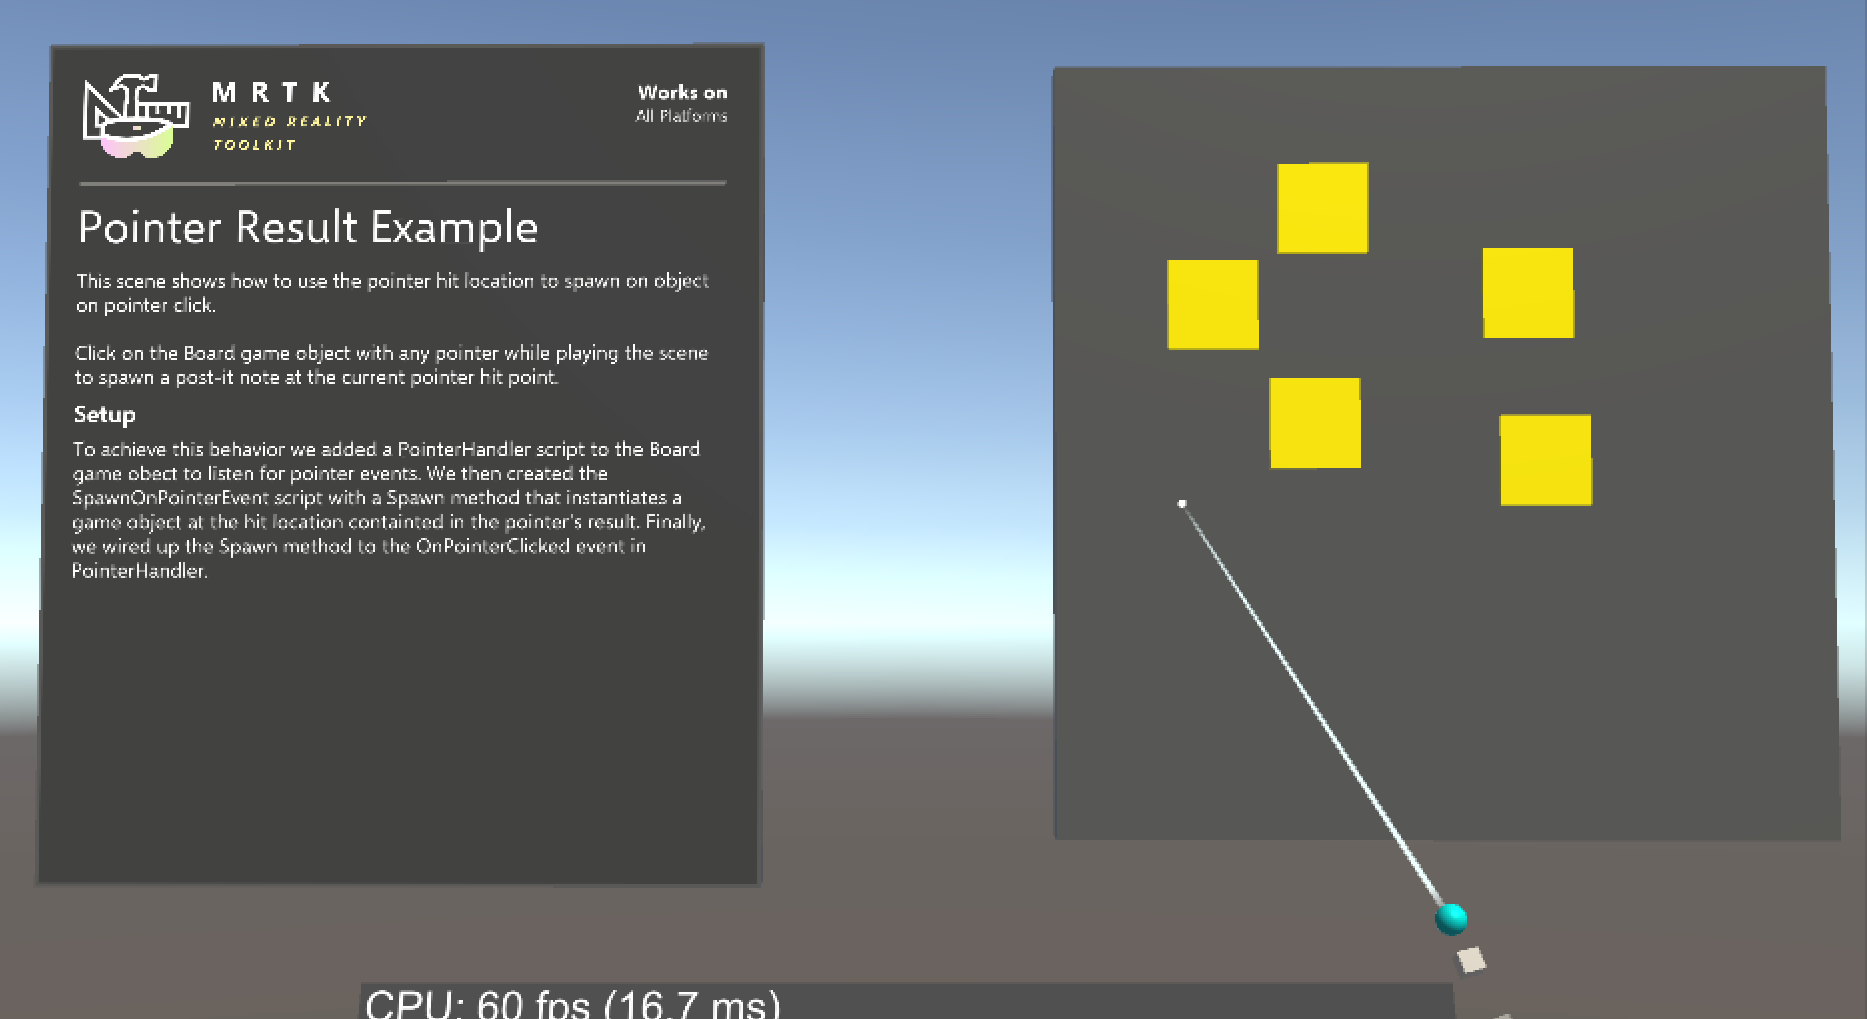 MRTK
MIXED REALITY
TOOLKIT
Works on
All Platforms
Pointer Result Example
This scene shows how to use the pointer hit location to spawn on object
on pointer click.
Click on the Board game object with any pointer while playing the scene
to spawn a post-it note at the current pointer hit point.
Setup
To achieve this behavior we added a PointerHandler script to the Board
game obect to listen for pointer events. We then created the
SpawnOnPointerEvent script with a Spawn method that instantiates a
game object at the hit location containted in the pointer's result. Finally,
we wired up the Spawn method to the OnPointerClicked event in
PointerHandler.
CPU: 60 fps (16.7 ms)